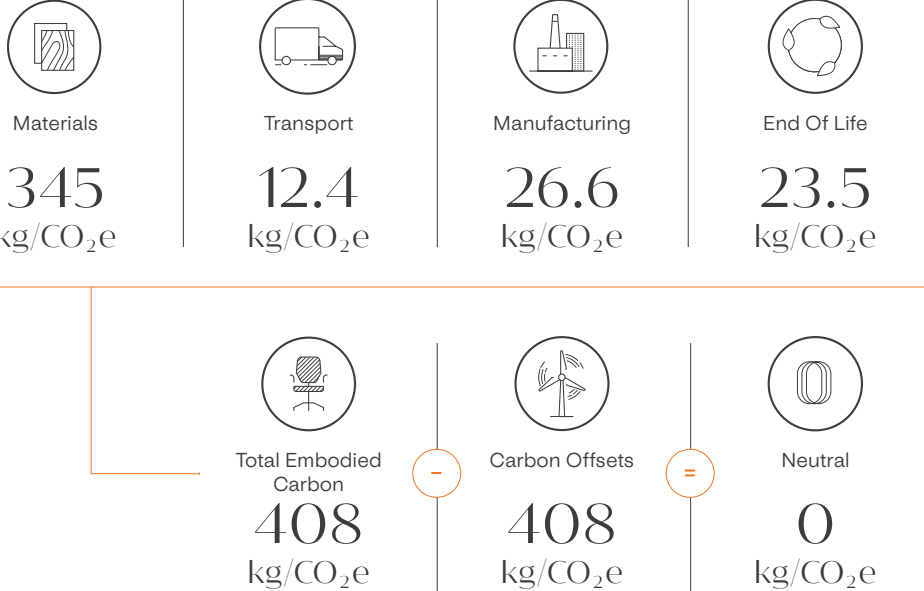 Materials
Transport
Manufacturing
End Of Life
345
12.4
26.6
23.5
kg/CO₂e
kg/CO₂e
kg/CO₂e
kg/CO₂e
Total Embodied
Carbon
−
Carbon Offsets
=
Neutral
408
408
0
kg/CO₂e
kg/CO₂e
kg/CO₂e